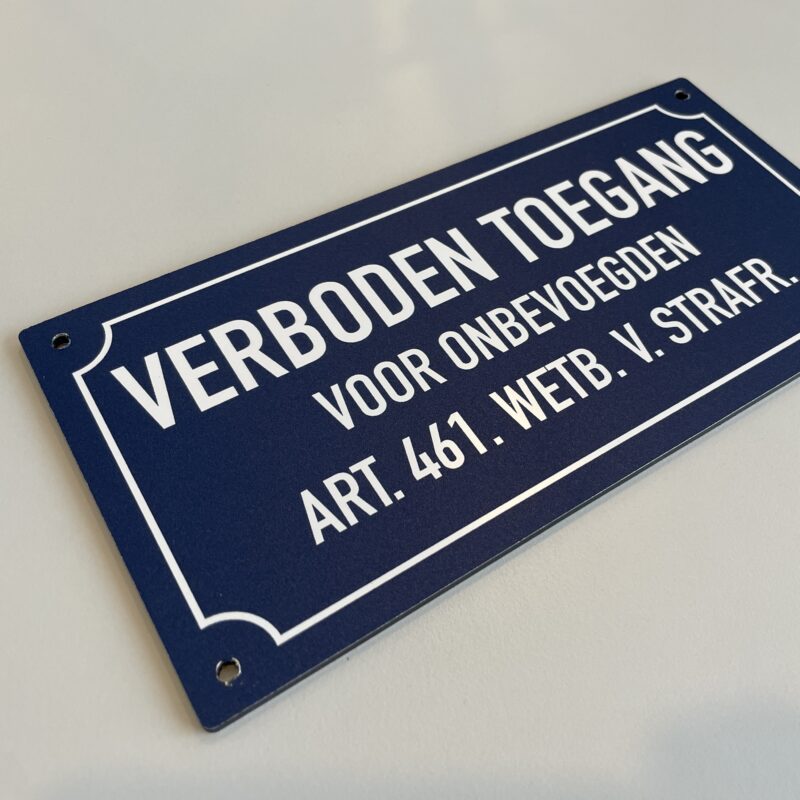 VERBODEN TOEGANG
VOOR ONBEVOEGDEN
ART. 461. WETB. V. STRAFR.